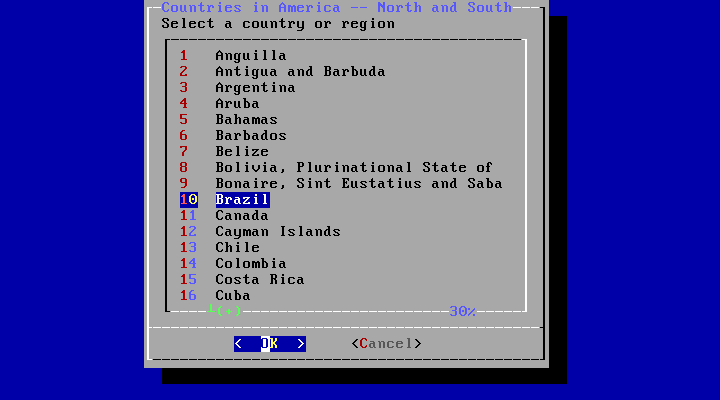 Countries in America -- North and South
Select a country or region
1 Anguilla
2 Antigua and Barbuda
3 Argentina
4 Aruba
5 Bahamas
6 Barbados
7 Belize
8 Bolivia, Plurinational State of
9 Bonaire, Sint Eustatius and Saba
10 Brazil
11 Canada
12 Cayman Islands
13 Chile
14 Colombia
15 Costa Rica
16 Cuba
(+) 30%
< OK > <Cancel>